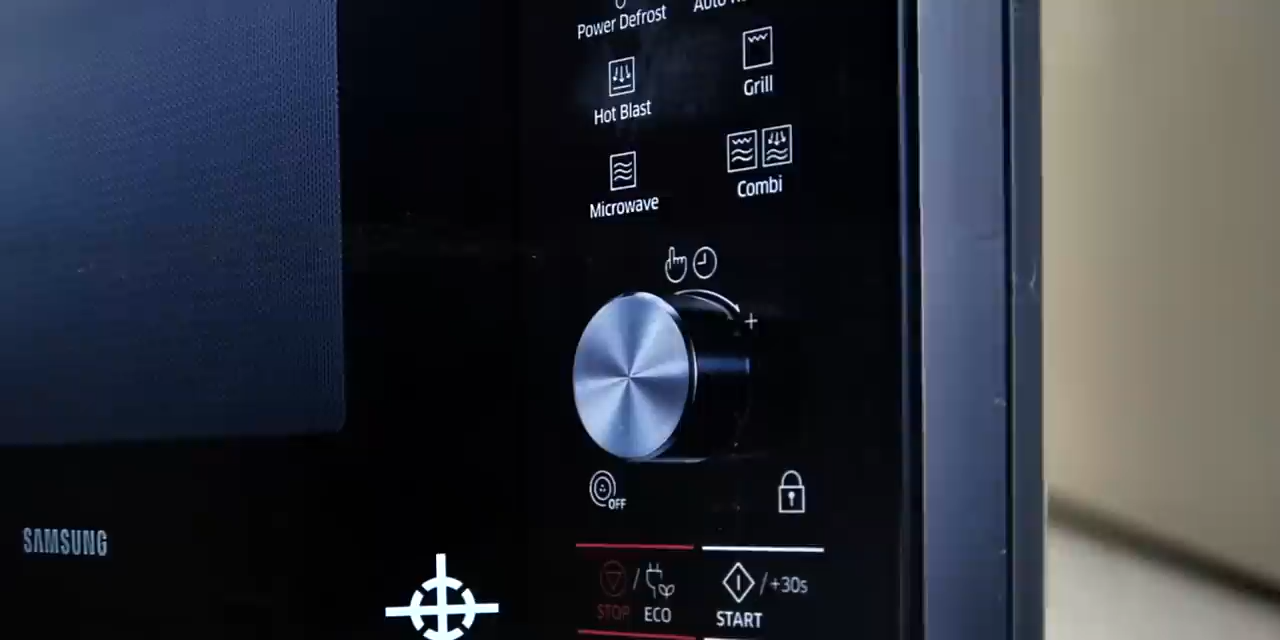 Power Defrost
Hot Blast
Grill
Microwave
Combi
+
OFF
SAMSUNG
/
/+30s
STOP ECO
START